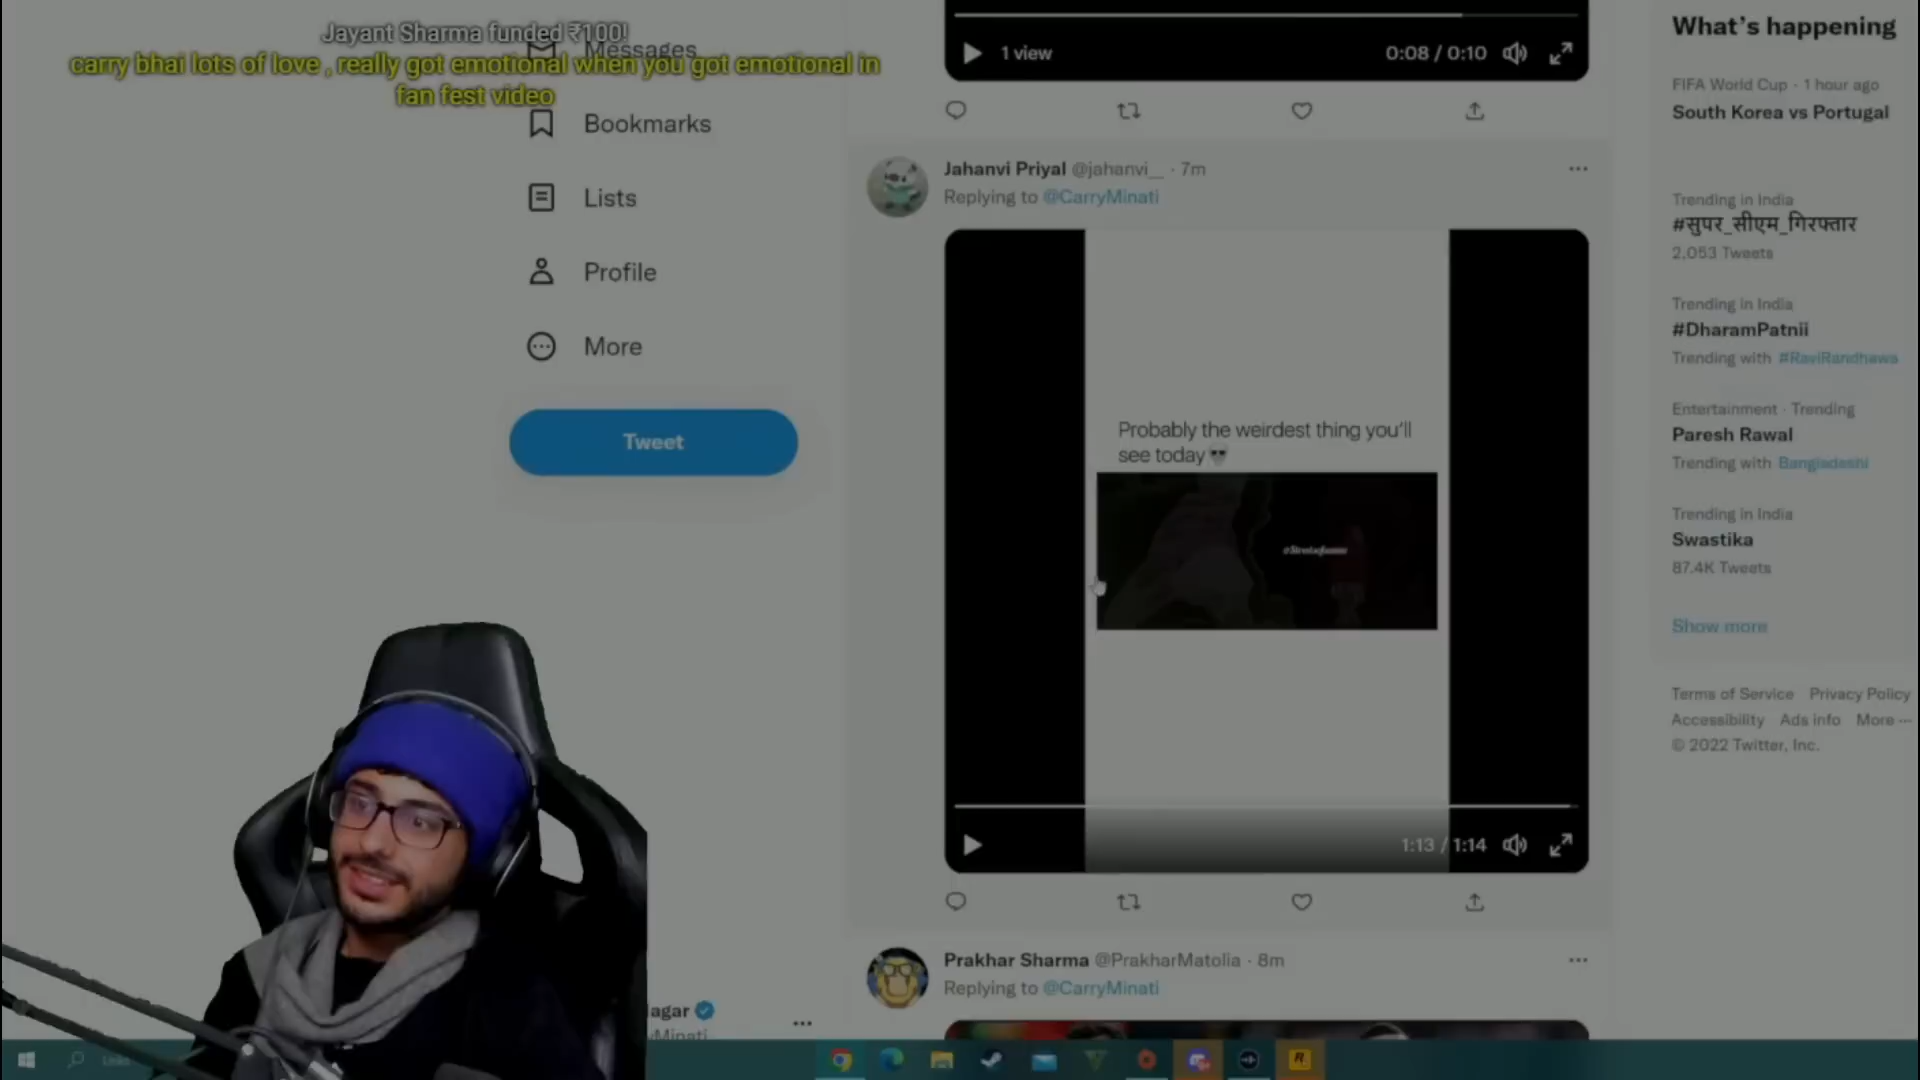 Jayant Sharma funded ₹100!
carry bhai lots of love , really got emotional when you got emotional in
fan fest video
Messages
Bookmarks
Lists
Profile
More
Tweet
1 view
0:08 / 0:10
Jahanvi Priyal @jahanvi__ · 7m
Replying to @CarryMinati
Probably the weirdest thing you'll
see today
1:13 / 1:14
Prakhar Sharma @PrakharMatolia · 8m
Replying to @CarryMinati
agar
Minati
What's happening
FIFA World Cup · 1 hour ago
South Korea vs Portugal
Trending in India
#सुपर_सीएम_गिरफ्तार
2,053 Tweets
Trending in India
#DharamPatnii
Trending with #RaviRandhawa
Entertainment · Trending
Paresh Rawal
Trending with Bangladeshi
Trending in India
Swastika
87.4K Tweets
Show more
Terms of Service Privacy Policy
Accessibility Ads info More ···
© 2022 Twitter, Inc.
Links